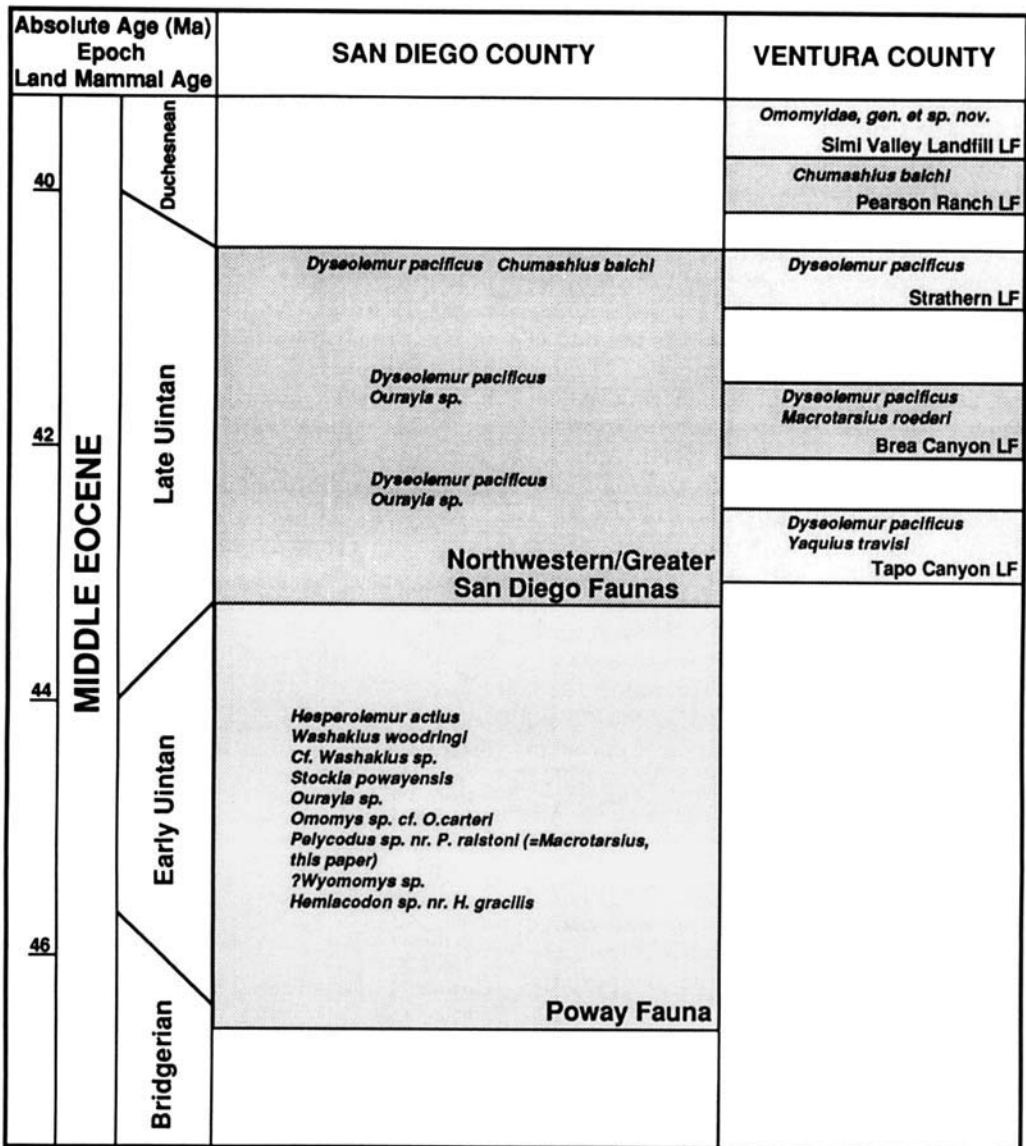 Absolute Age (Ma)
Epoch
Land Mammal Age
SAN DIEGO COUNTY
VENTURA COUNTY
40
42
44
46
MIDDLE EOCENE
Duchesnean
Late Uintan
Early Uintan
Bridgerian
Dyseolemur pacificus Chumashius balchi
Dyseolemur pacificus
Ourayia sp.
Dyseolemur pacificus
Ourayia sp.
Northwestern/Greater
San Diego Faunas
Hesperolemur actius
Washakius woodringi
Cf. Washakius sp.
Stockia powayensis
Ourayia sp.
Omomys sp. cf. O.carteri
Pelycodus sp. nr. P. ralstoni (=Macrotarsius,
this paper)
?Wyomomys sp.
Hemiacodon sp. nr. H. gracilis
Poway Fauna
Omomyidae, gen. et sp. nov.
Simi Valley Landfill LF
Chumashius balchi
Pearson Ranch LF
Dyseolemur pacificus
Strathern LF
Dyseolemur pacificus
Macrotarsius roederi
Brea Canyon LF
Dyseolemur pacificus
Yaquius travisi
Tapo Canyon LF